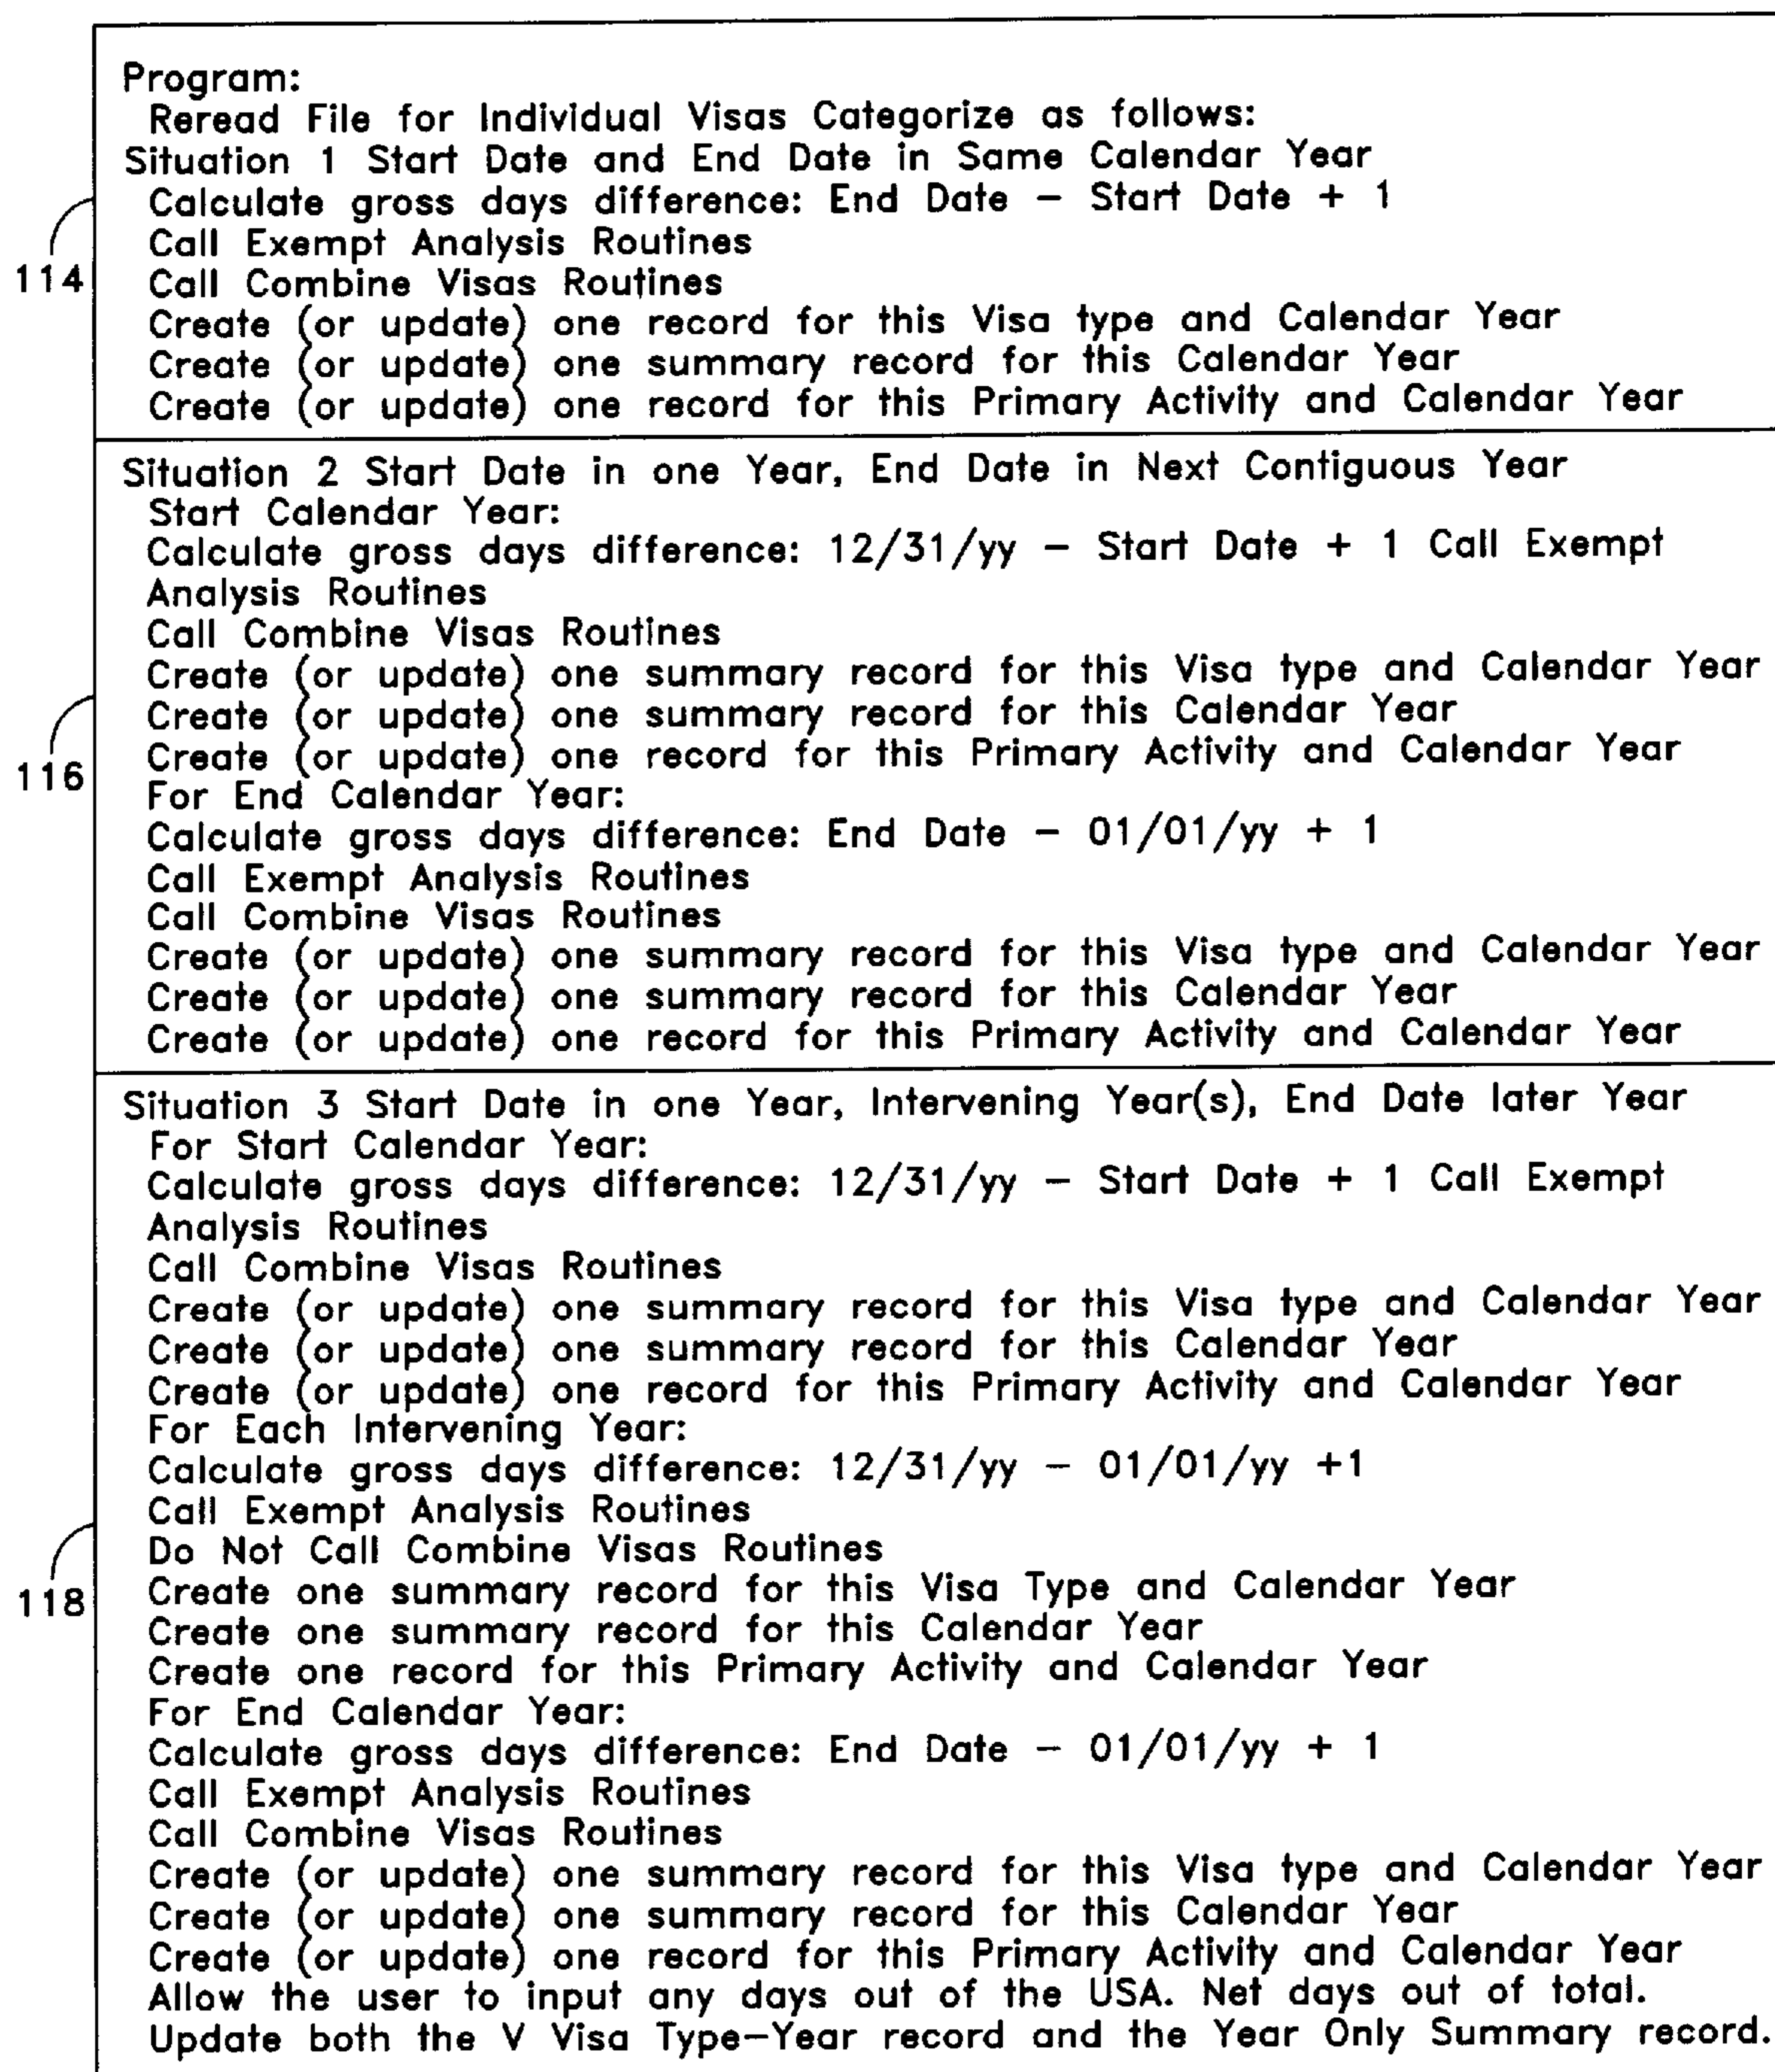 Program:
Reread File for Individual Visas Categorize as follows:
Situation 1 Start Date and End Date in Same Calendar Year
Calculate gross days difference: End Date – Start Date + 1
Call Exempt Analysis Routines
114
Call Combine Visas Routines
Create (or update) one record for this Visa type and Calendar Year
Create (or update) one summary record for this Calendar Year
Create (or update) one record for this Primary Activity and Calendar Year
Situation 2 Start Date in one Year, End Date in Next Contiguous Year
Start Calendar Year:
Calculate gross days difference: 12/31/yy – Start Date + 1 Call Exempt
Analysis Routines
Call Combine Visas Routines
Create (or update) one summary record for this Visa type and Calendar Year
Create (or update) one summary record for this Calendar Year
Create (or update) one record for this Primary Activity and Calendar Year
116
For End Calendar Year:
Calculate gross days difference: End Date – 01/01/yy + 1
Call Exempt Analysis Routines
Call Combine Visas Routines
Create (or update) one summary record for this Visa type and Calendar Year
Create (or update) one summary record for this Calendar Year
Create (or update) one record for this Primary Activity and Calendar Year
Situation 3 Start Date in one Year, Intervening Year(s), End Date later Year
For Start Calendar Year:
Calculate gross days difference: 12/31/yy – Start Date + 1 Call Exempt
Analysis Routines
Call Combine Visas Routines
Create (or update) one summary record for this Visa type and Calendar Year
Create (or update) one summary record for this Calendar Year
Create (or update) one record for this Primary Activity and Calendar Year
For Each Intervening Year:
Calculate gross days difference: 12/31/yy – 01/01/yy +1
Call Exempt Analysis Routines
Do Not Call Combine Visas Routines
118
Create one summary record for this Visa Type and Calendar Year
Create one summary record for this Calendar Year
Create one record for this Primary Activity and Calendar Year
For End Calendar Year:
Calculate gross days difference: End Date – 01/01/yy + 1
Call Exempt Analysis Routines
Call Combine Visas Routines
Create (or update) one summary record for this Visa type and Calendar Year
Create (or update) one summary record for this Calendar Year
Create (or update) one record for this Primary Activity and Calendar Year
Allow the user to input any days out of the USA. Net days out of total.
Update both the V Visa Type–Year record and the Year Only Summary record.